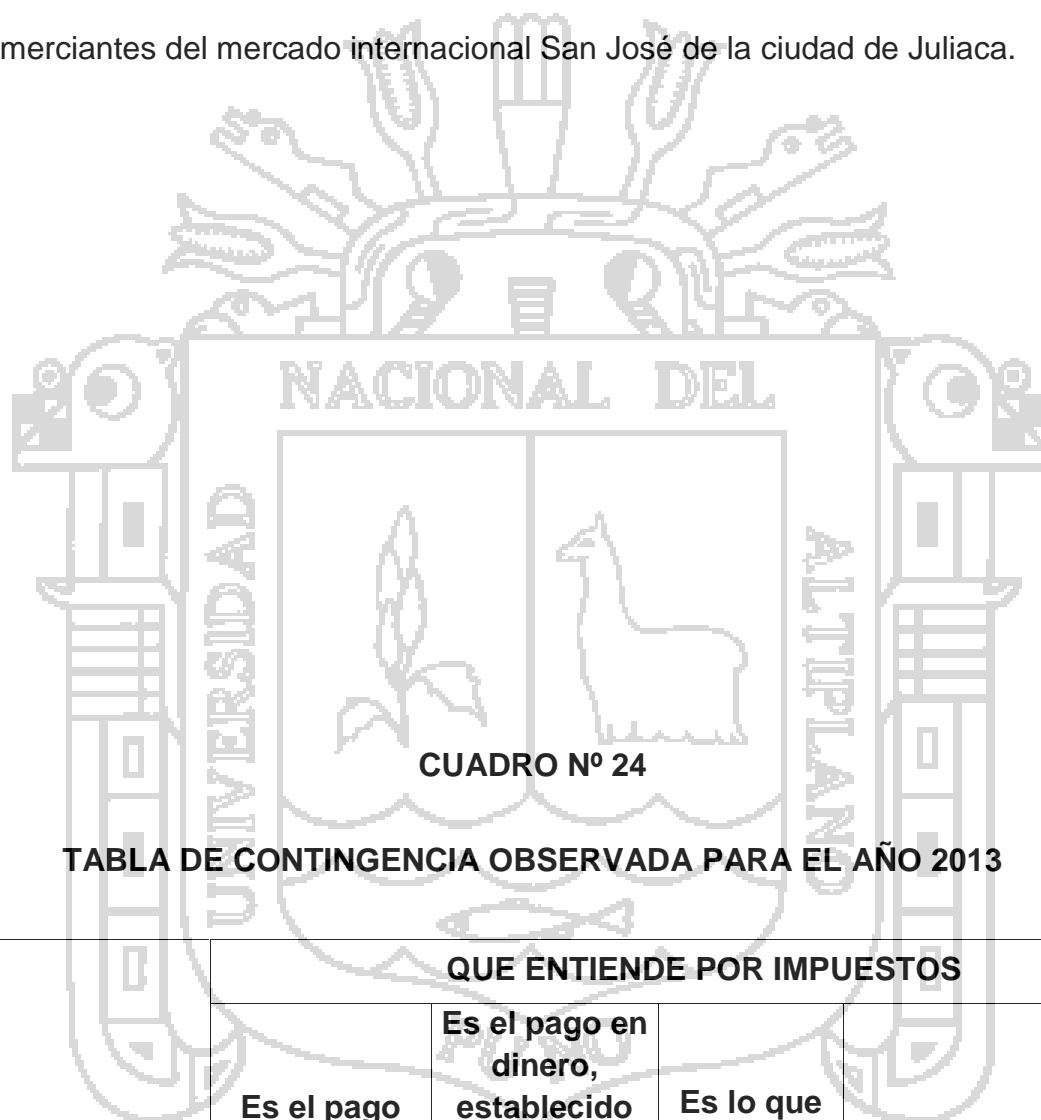 merciantes del mercado internacional San José de la ciudad de Juliaca.
NACIONAL DEL
UNIVERSIDAD
ALTIPLANO
CUADRO Nº 24
TABLA DE CONTINGENCIA OBSERVADA PARA EL AÑO 2013
QUE ENTIENDE POR IMPUESTOS
Es el pago
Es el pago en
dinero,
establecido
Es lo que
PUNO